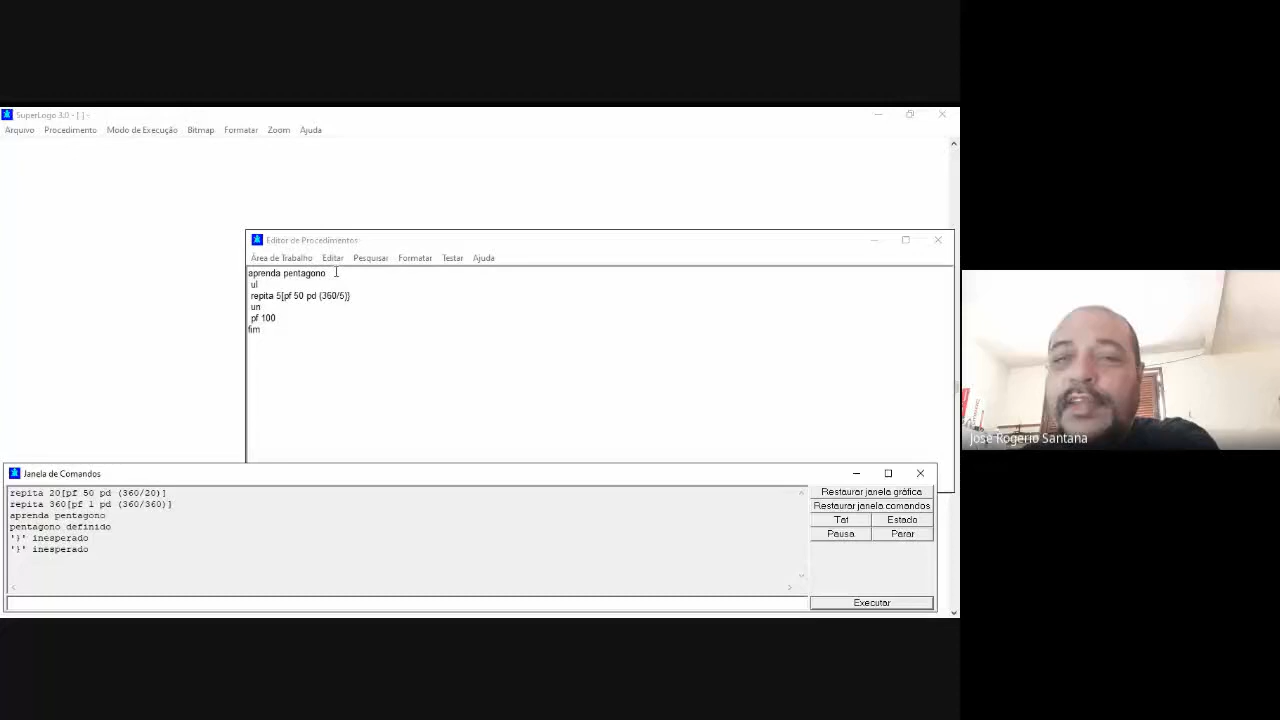 SuperLogo 3.0 - [ ] -
Arquivo Procedimento Modo de Execução Bitmap Formatar Zoom Ajuda
Editor de Procedimentos
Área de Trabalho Editar Pesquisar Formatar Testar Ajuda
aprenda pentagono
ul
repita 5[pf 50 pd (360/5)}
un
pf 100
fim
Jose Rogerio Santana
Janela de Comandos
repita 20[pf 50 pd (360/20)]
repita 360[pf 1 pd (360/360)]
aprenda pentagono
pentagono definido
'}' inesperado
'}' inesperado
Restaurar janela gráfica
Restaurar janela comandos
Tat Estado
Pausa Parar
Executar